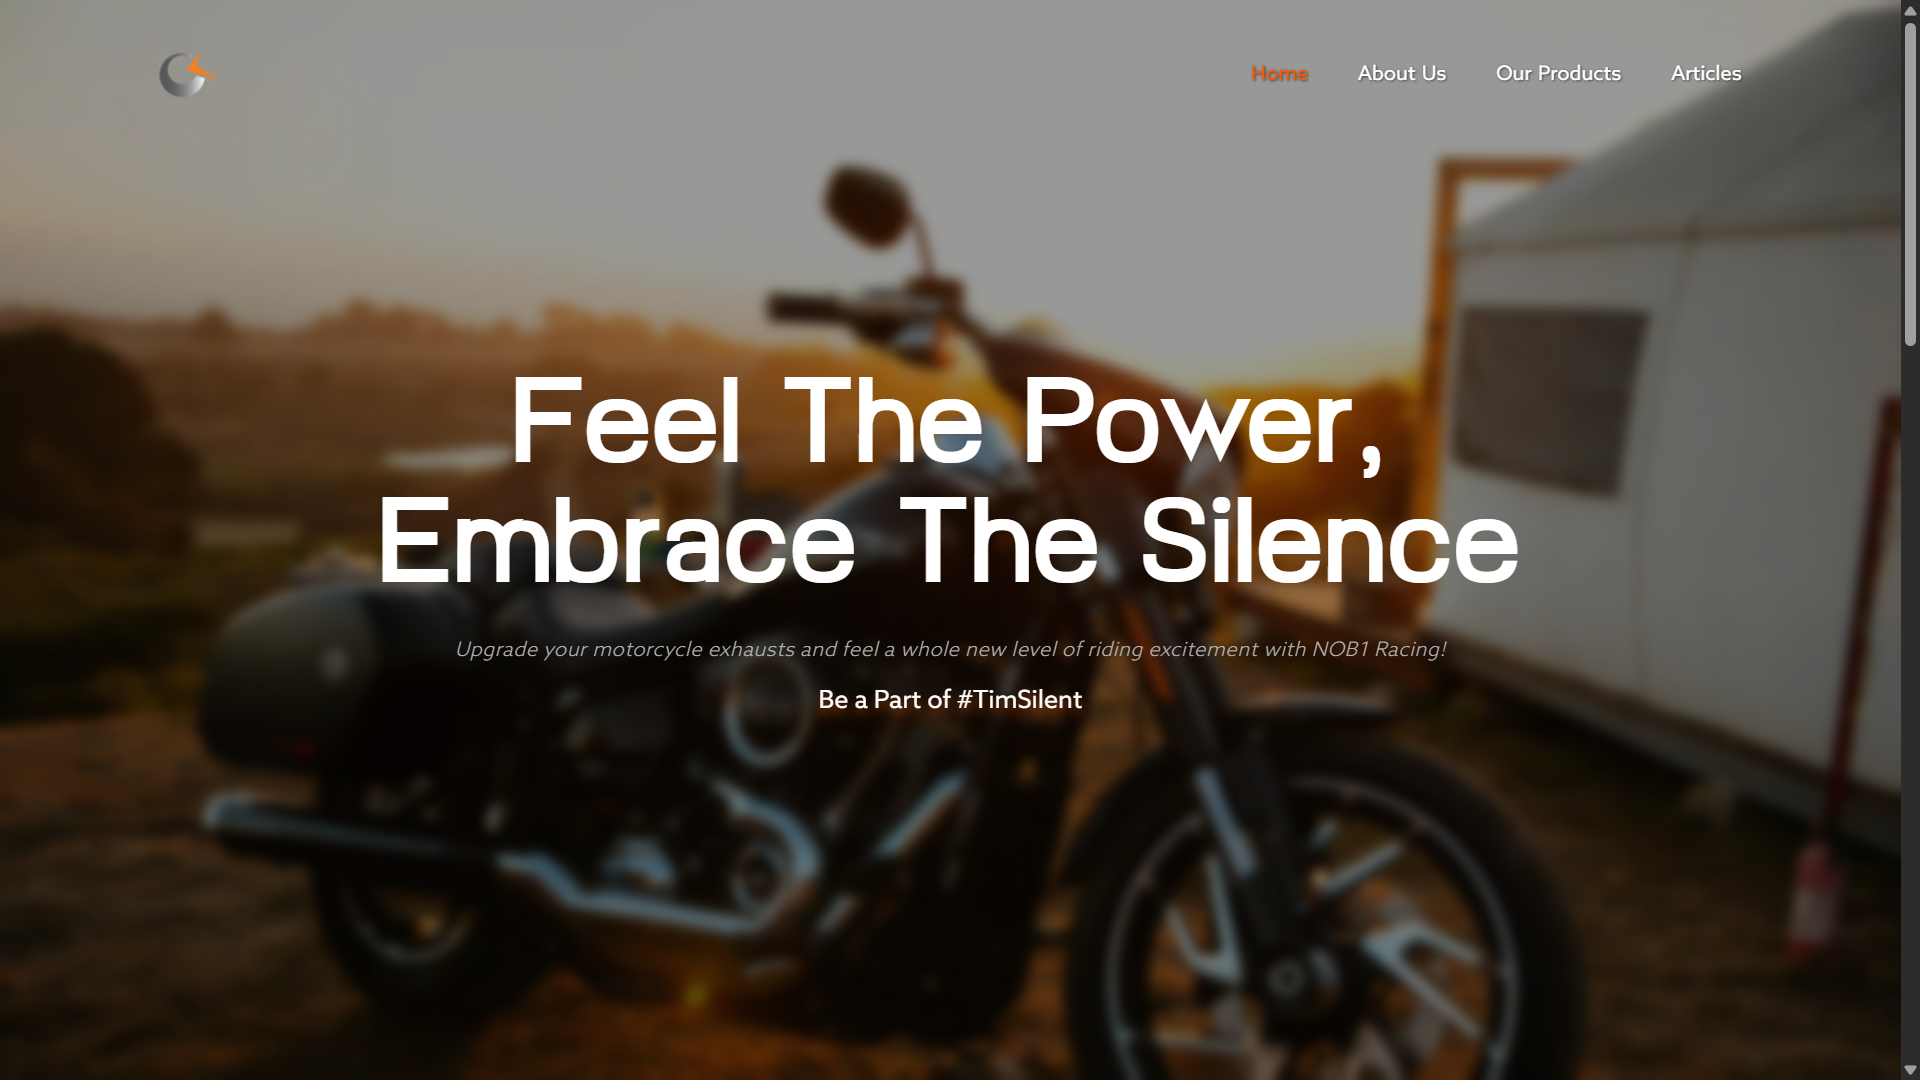 Home
About Us
Our Products
Articles
Feel The Power,
Embrace The Silence
Upgrade your motorcycle exhausts and feel a whole new level of riding excitement with NOB1 Racing!
Be a Part of #TimSilent